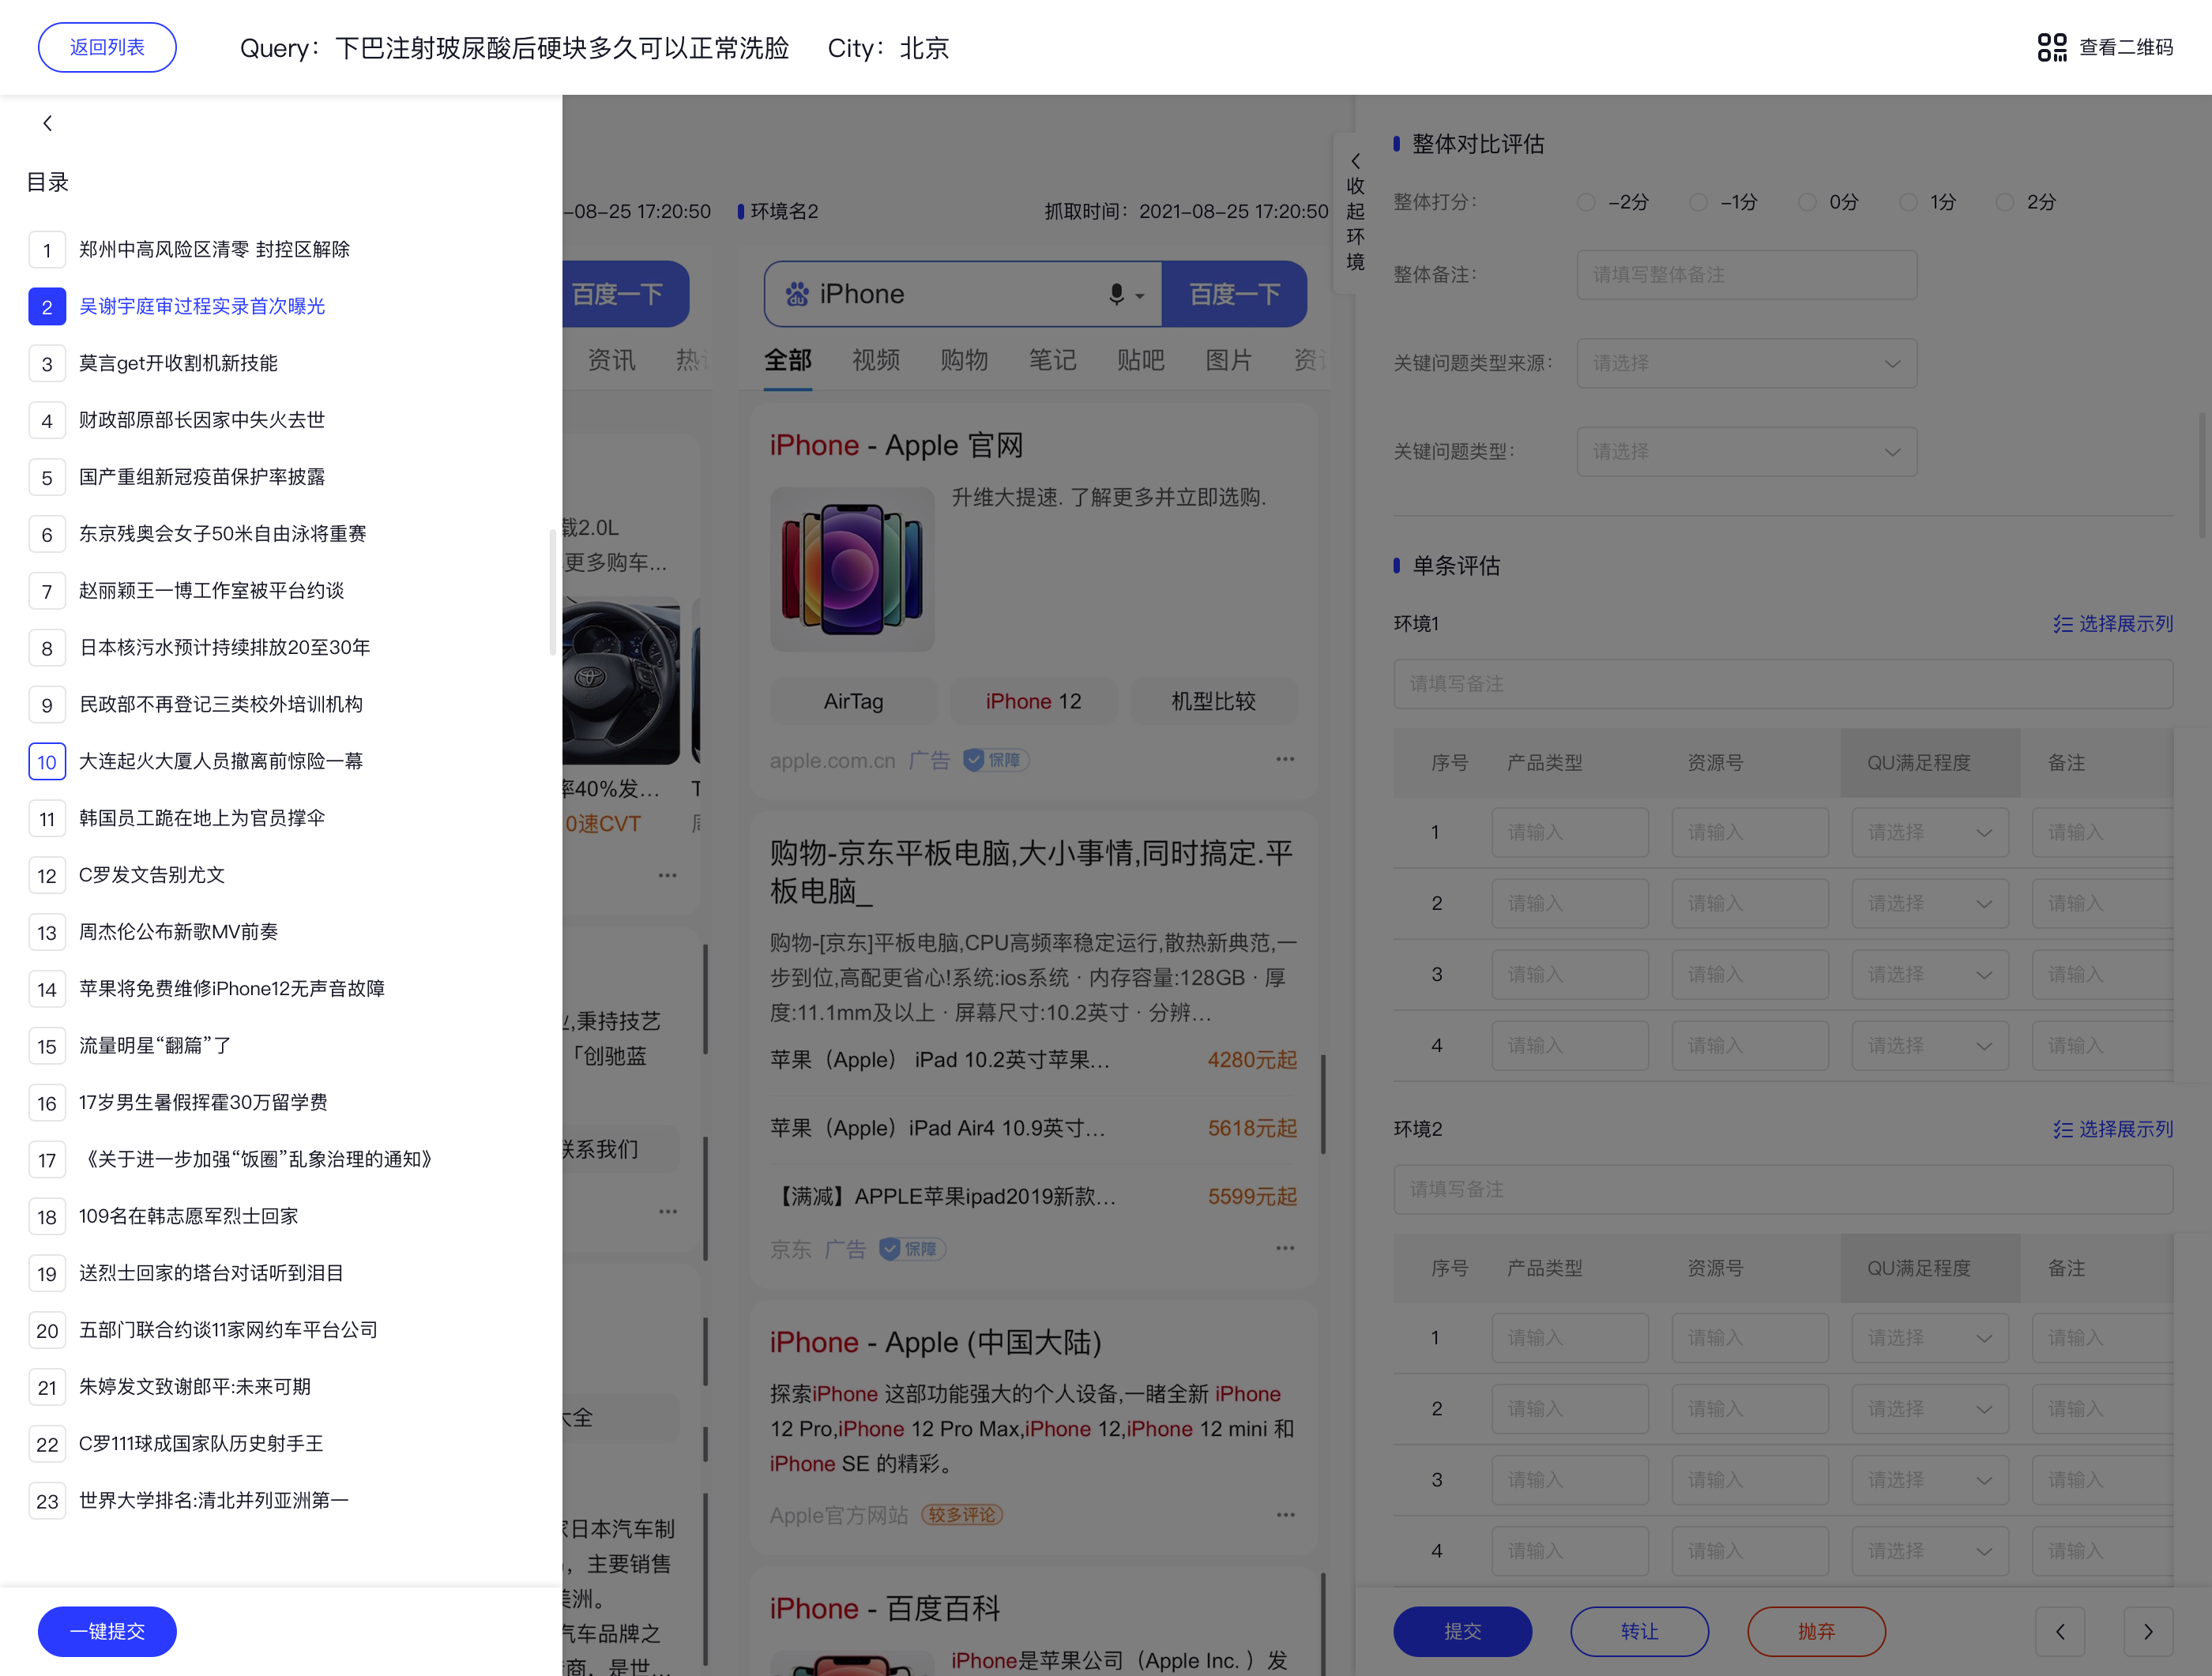 返回列表
Query：下巴注射玻尿酸后硬块多久可以正常洗脸
City：北京
查看二维码
目录
1 郑州中高风险区清零 封控区解除
2 吴谢宇庭审过程实录首次曝光
3 莫言get开收割机新技能
4 财政部原部长因家中失火去世
5 国产重组新冠疫苗保护率披露
6 东京残奥会女子50米自由泳将重赛
7 赵丽颖王一博工作室被平台约谈
8 日本核污水预计持续排放20至30年
9 民政部不再登记三类校外培训机构
10 大连起火大厦人员撤离前惊险一幕
11 韩国员工跪在地上为官员撑伞
12 C罗发文告别尤文
13 周杰伦公布新歌MV前奏
14 苹果将免费维修iPhone12无声音故障
15 流量明星“翻篇”了
16 17岁男生暑假挥霍30万留学费
17 《关于进一步加强“饭圈”乱象治理的通知》
18 109名在韩志愿军烈士回家
19 送烈士回家的塔台对话听到泪目
20 五部门联合约谈11家网约车平台公司
21 朱婷发文致谢郎平:未来可期
22 C罗111球成国家队历史射手王
23 世界大学排名:清北并列亚洲第一
一键提交
-08-25 17:20:50
百度一下
资讯
载2.0L
更多购车...
率40%发...
0速CVT
,秉持技艺
「创驰蓝
联系我们
大全
家日本汽车制
，主要销售
美洲。
汽车品牌之
商，是世...
环境名2
抓取时间：2021-08-25 17:20:50
iPhone
百度一下
全部 视频 购物 笔记 贴吧 图片
iPhone - Apple 官网
升维大提速. 了解更多并立即选购.
AirTag
iPhone 12
机型比较
apple.com.cn 广告 保障
购物-京东平板电脑,大小事情,同时搞定.平
板电脑_
购物-[京东]平板电脑,CPU高频率稳定运行,散热新典范,一
步到位,高配更省心!系统:ios系统 · 内存容量:128GB · 厚
度:11.1mm及以上 · 屏幕尺寸:10.2英寸 · 分辨...
苹果（Apple） iPad 10.2英寸苹果... 4280元起
苹果（Apple）iPad Air4 10.9英寸... 5618元起
【满减】APPLE苹果ipad2019新款... 5599元起
京东 广告 保障
iPhone - Apple (中国大陆)
探索iPhone 这部功能强大的个人设备,一睹全新 iPhone
12 Pro,iPhone 12 Pro Max,iPhone 12,iPhone 12 mini 和
iPhone SE 的精彩。
Apple官方网站 较多评论
iPhone - 百度百科
iPhone是苹果公司（Apple Inc. ）发
收起环境
整体对比评估
整体打分： -2分 -1分 0分 1分 2分
整体备注： 请填写整体备注
关键问题类型来源： 请选择
关键问题类型： 请选择
单条评估
环境1 选择展示列
请填写备注
序号 产品类型 资源号 QU满足程度 备注
1 请输入 请输入 请选择 请输入
2 请输入 请输入 请选择 请输入
3 请输入 请输入 请选择 请输入
4 请输入 请输入 请选择 请输入
环境2 选择展示列
请填写备注
序号 产品类型 资源号 QU满足程度 备注
1 请输入 请输入 请选择 请输入
2 请输入 请输入 请选择 请输入
3 请输入 请输入 请选择 请输入
4 请输入 请输入 请选择 请输入
提交
转让
抛弃